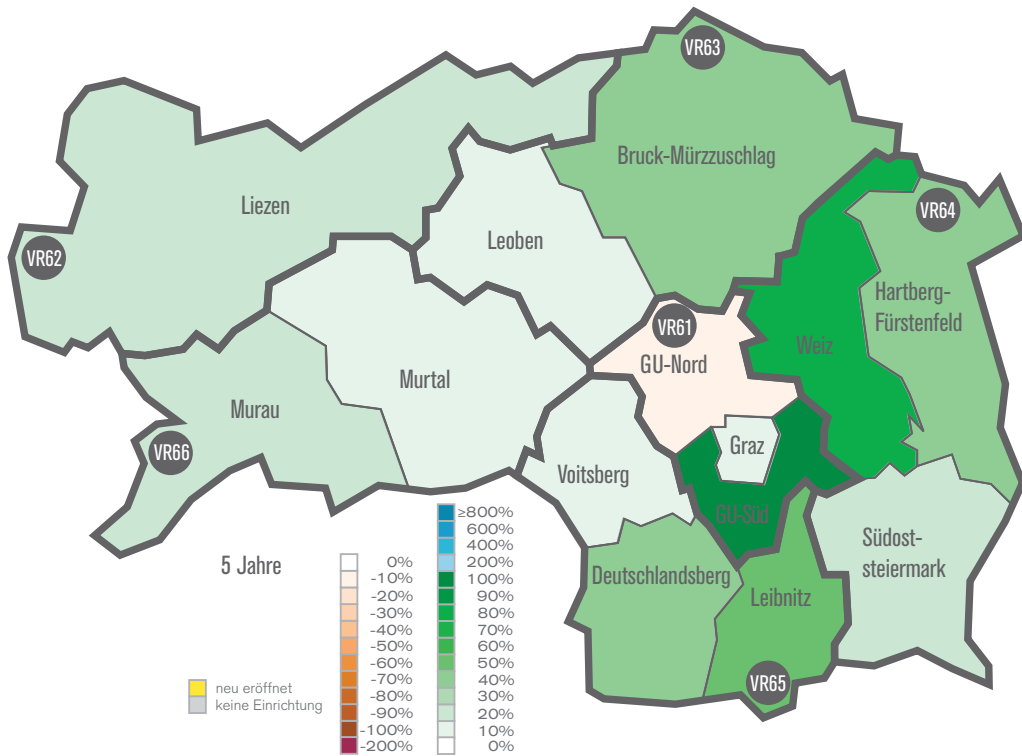 VR63
Bruck-Mürzzuschlag
Liezen
VR64
Leoben
VR62
Hartberg-
Fürstenfeld
VR61
GU-Nord
Weiz
Murtal
Murau
Graz
VR66
Voitsberg
GU-Süd
Südost-
steiermark
Deutschlandsberg
Leibnitz
VR65
5 Jahre
0%
-10%
-20%
-30%
-40%
-50%
-60%
-70%
-80%
-90%
-100%
-200%
≥800%
600%
400%
200%
100%
90%
80%
70%
60%
50%
40%
30%
20%
10%
0%
neu eröffnet
keine Einrichtung